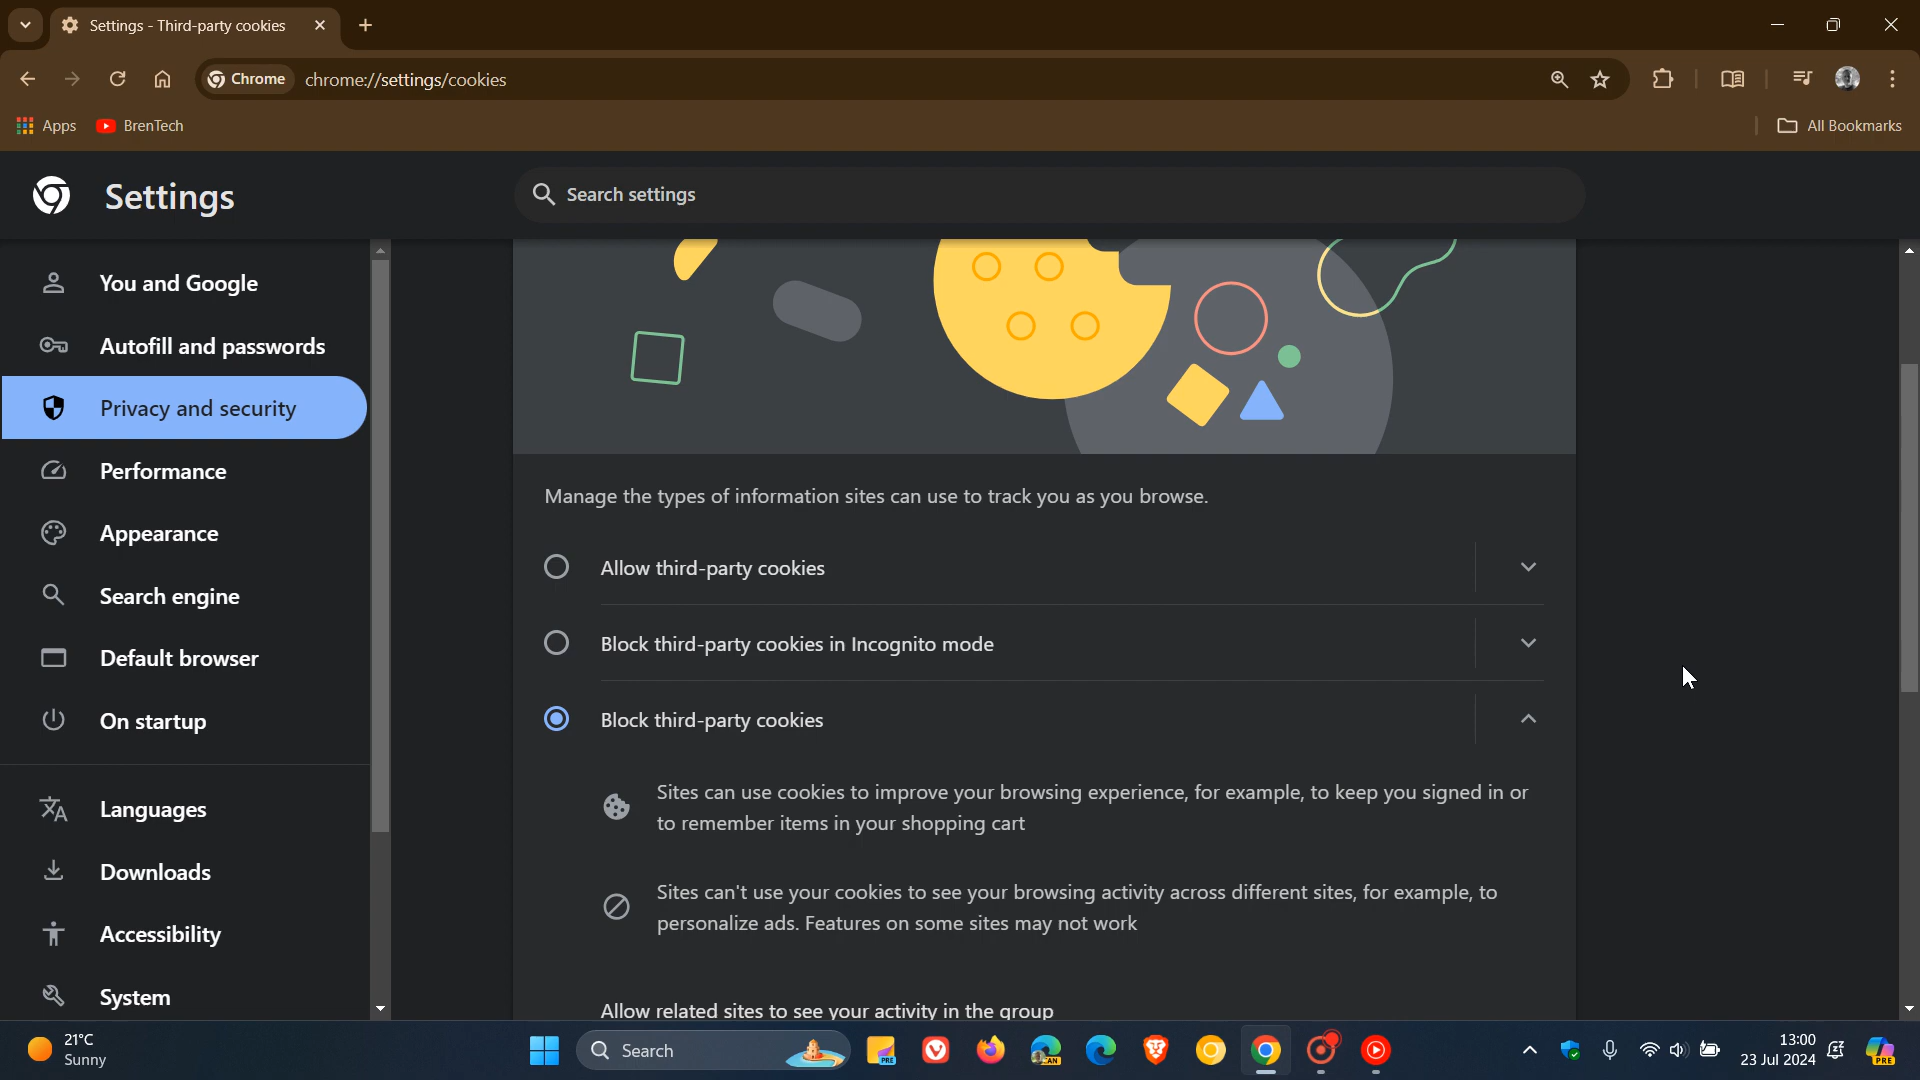 Settings - Third-party cookies
Chrome
chrome://settings/cookies
Apps
BrenTech
All Bookmarks
Settings
Search settings
You and Google
Autofill and passwords
Privacy and security
Performance
Appearance
Search engine
Default browser
On startup
Languages
Downloads
Accessibility
System
Manage the types of information sites can use to track you as you browse.
Allow third-party cookies
Block third-party cookies in Incognito mode
Block third-party cookies
Sites can use cookies to improve your browsing experience, for example, to keep you signed in or
to remember items in your shopping cart
Sites can't use your cookies to see your browsing activity across different sites, for example, to
personalize ads. Features on some sites may not work
Allow related sites to see your activity in the group
21°C
Sunny
Search
PRE
CAN
13:00
23 Jul 2024
PRE